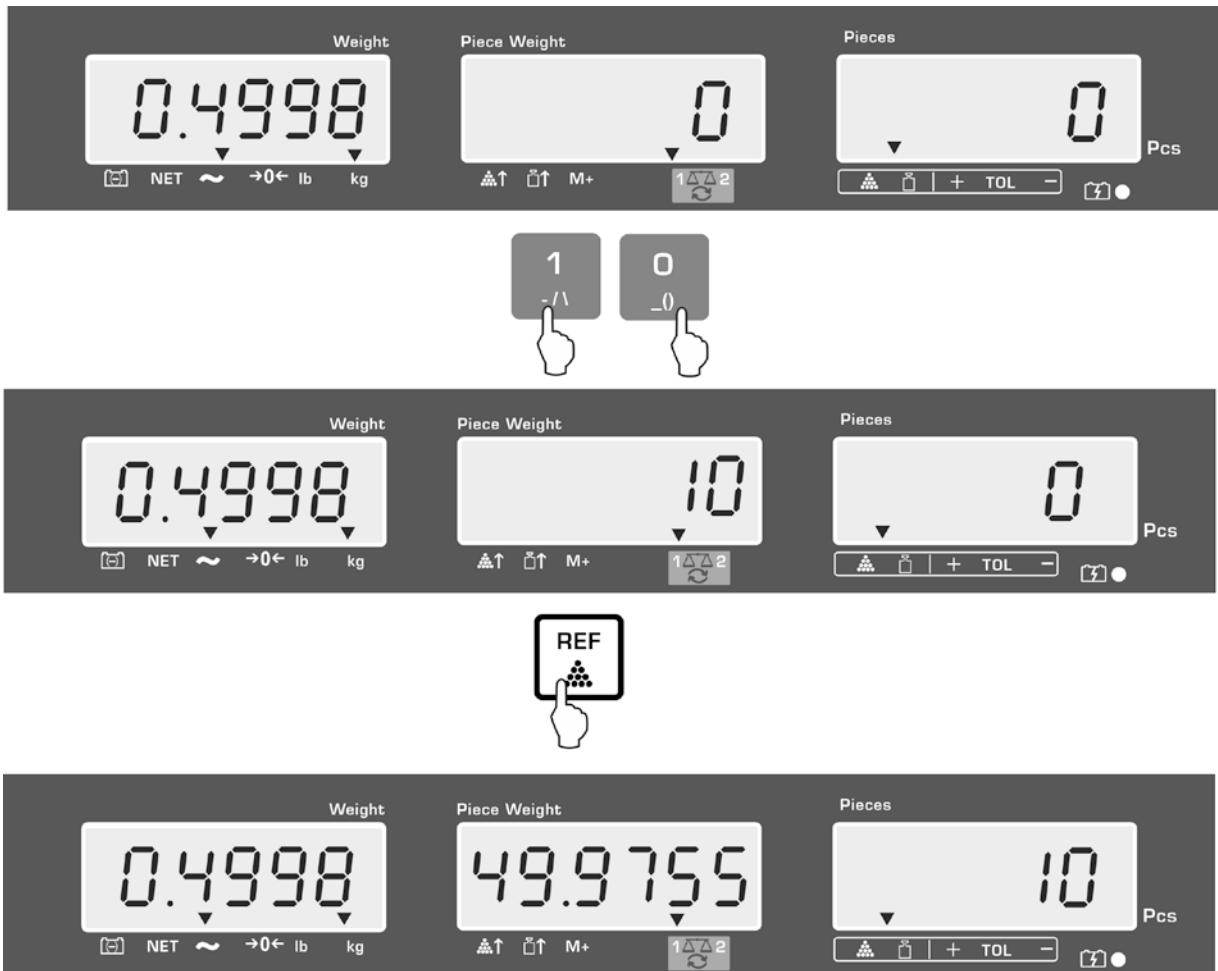 Weight Piece Weight Pieces
0.4998 0 0
Pcs
NET →0← lb kg M+ 1 2 + TOL −
1 0
-/\ _()
Weight Piece Weight Pieces
0.4998 10 0
Pcs
NET →0← lb kg M+ 1 2 + TOL −
REF
Weight Piece Weight Pieces
0.4998 49.9755 10
Pcs
NET →0← lb kg M+ 1 2 + TOL −